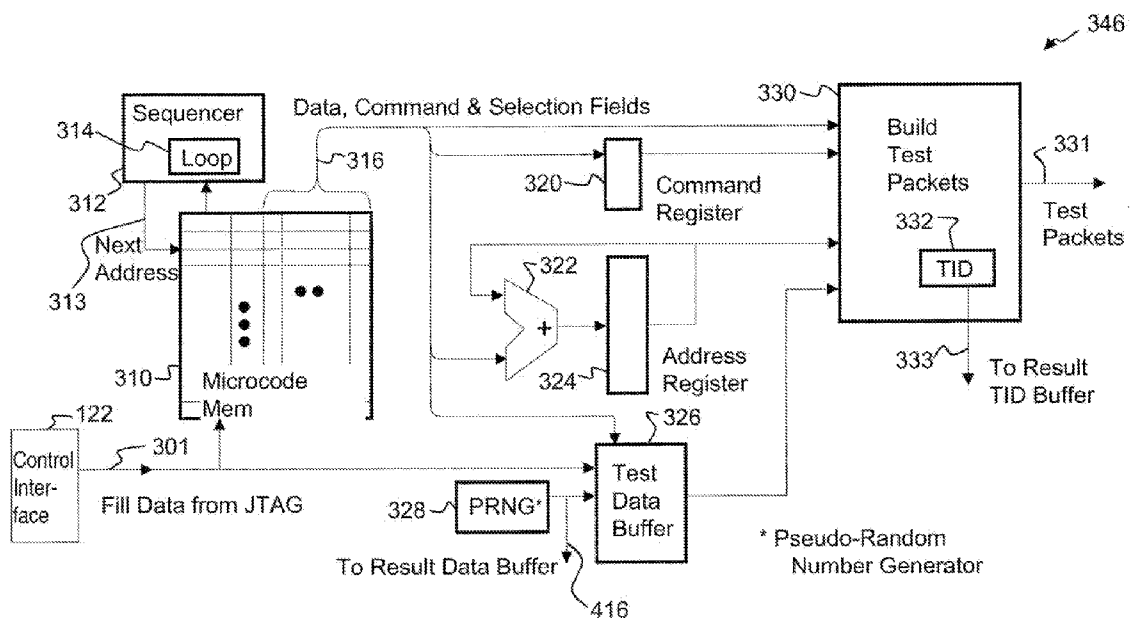 346
Sequencer
314
Loop
312
313
Next
Address
Data, Command & Selection Fields
316
320
Command
Register
330
Build
Test
Packets
331
Test
Packets
332
TID
333
To Result
TID Buffer
322
+
324
Address
Register
310
Microcode
Mem
122
Control
Inter-
face
301
Fill Data from JTAG
326
Test
Data
Buffer
328
PRNG*
To Result Data Buffer
416
* Pseudo-Random
Number Generator